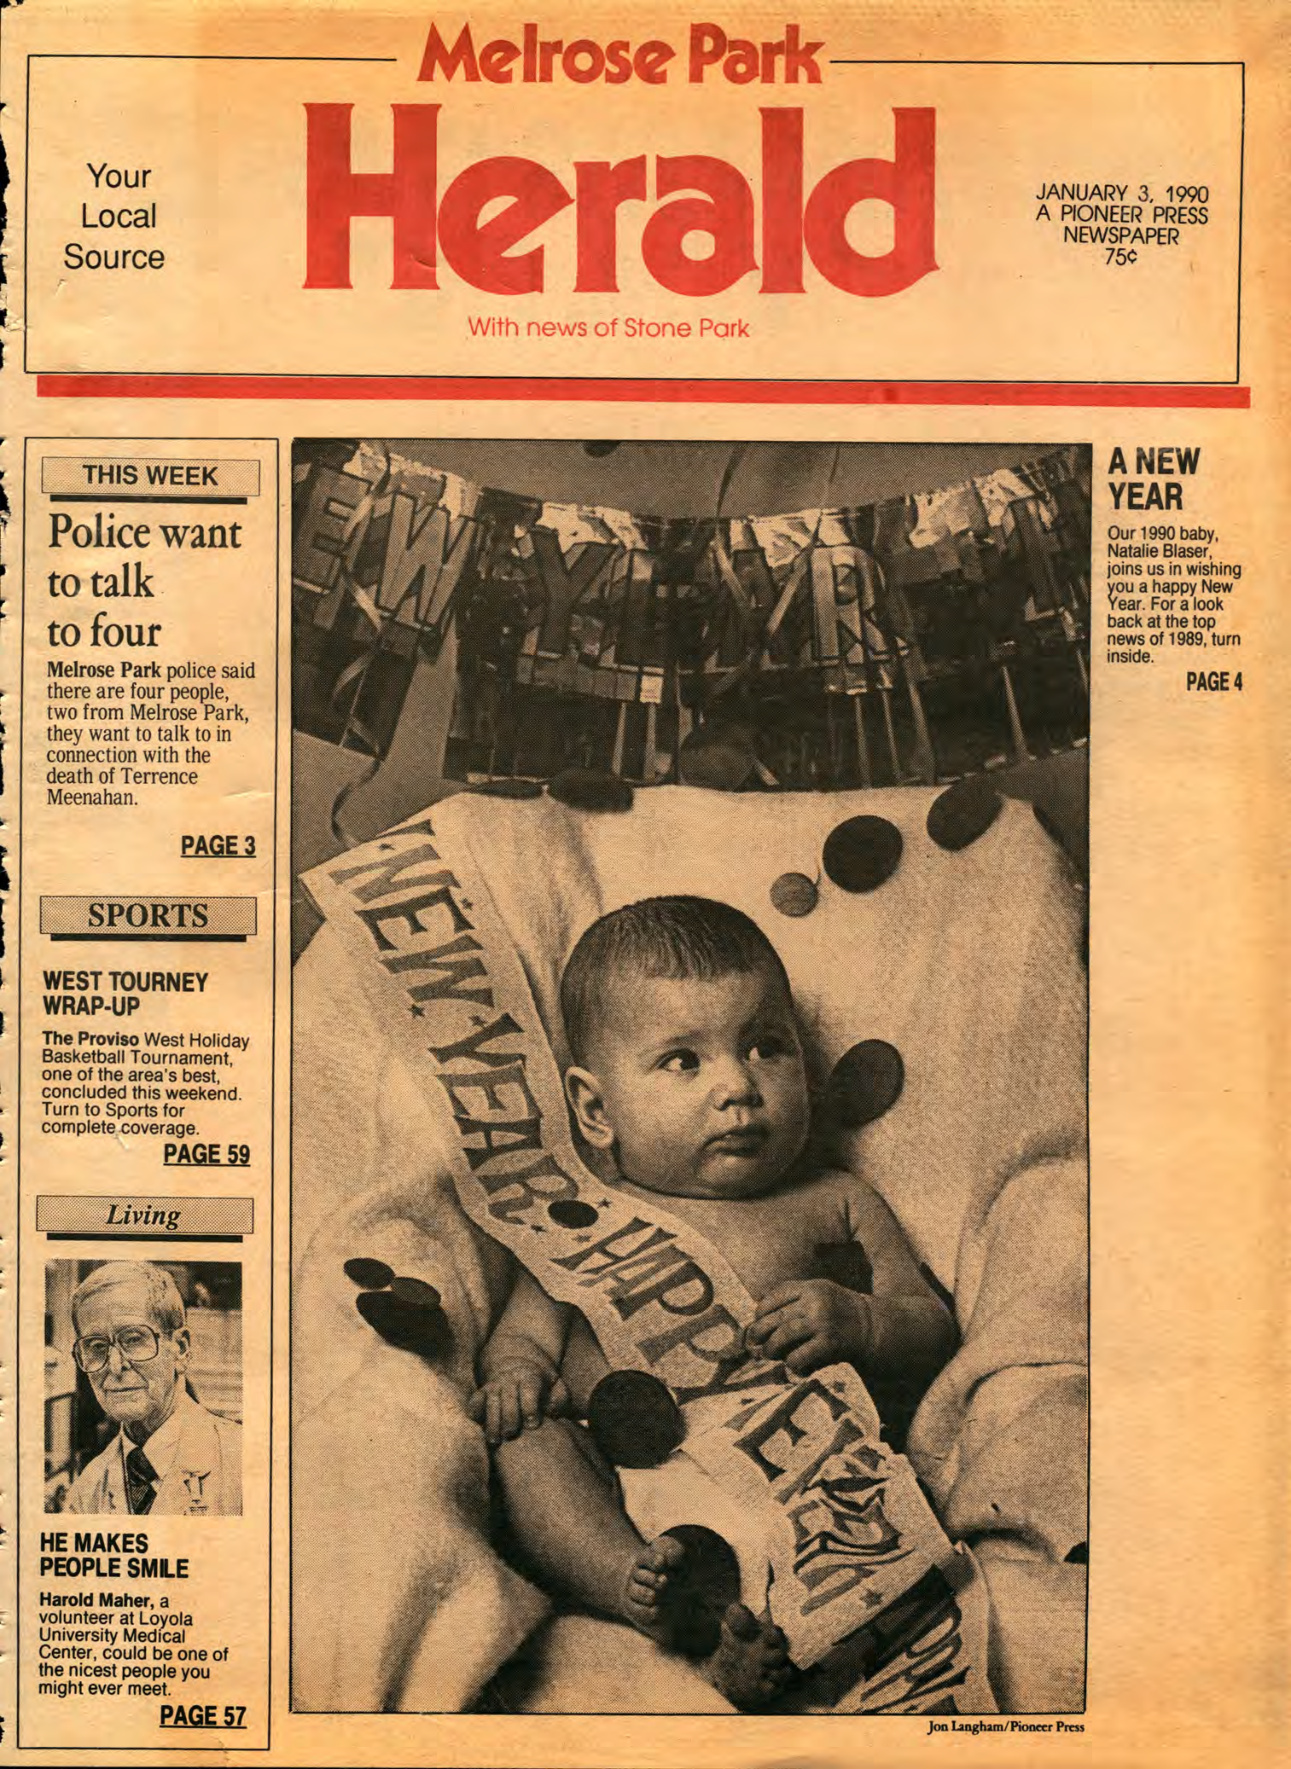 Melrose Park
Herald
Your
Local
Source
JANUARY 3, 1990
A PIONEER PRESS
NEWSPAPER
75¢
With news of Stone Park
THIS WEEK
Police want
to talk
to four
Melrose Park police said
there are four people,
two from Melrose Park,
they want to talk to in
connection with the
death of Terrence
Meenahan.
PAGE 3
SPORTS
WEST TOURNEY
WRAP-UP
The Proviso West Holiday
Basketball Tournament,
one of the area's best,
concluded this weekend.
Turn to Sports for
complete coverage.
PAGE 59
Living
HE MAKES
PEOPLE SMILE
Harold Maher, a
volunteer at Loyola
University Medical
Center, could be one of
the nicest people you
might ever meet.
PAGE 57
EW YEAR
NEW YEAR HAPPY NEW YEAR
Jon Langham/Pioneer Press
A NEW
YEAR
Our 1990 baby,
Natalie Blaser,
joins us in wishing
you a happy New
Year. For a look
back at the top
news of 1989, turn
inside.
PAGE 4